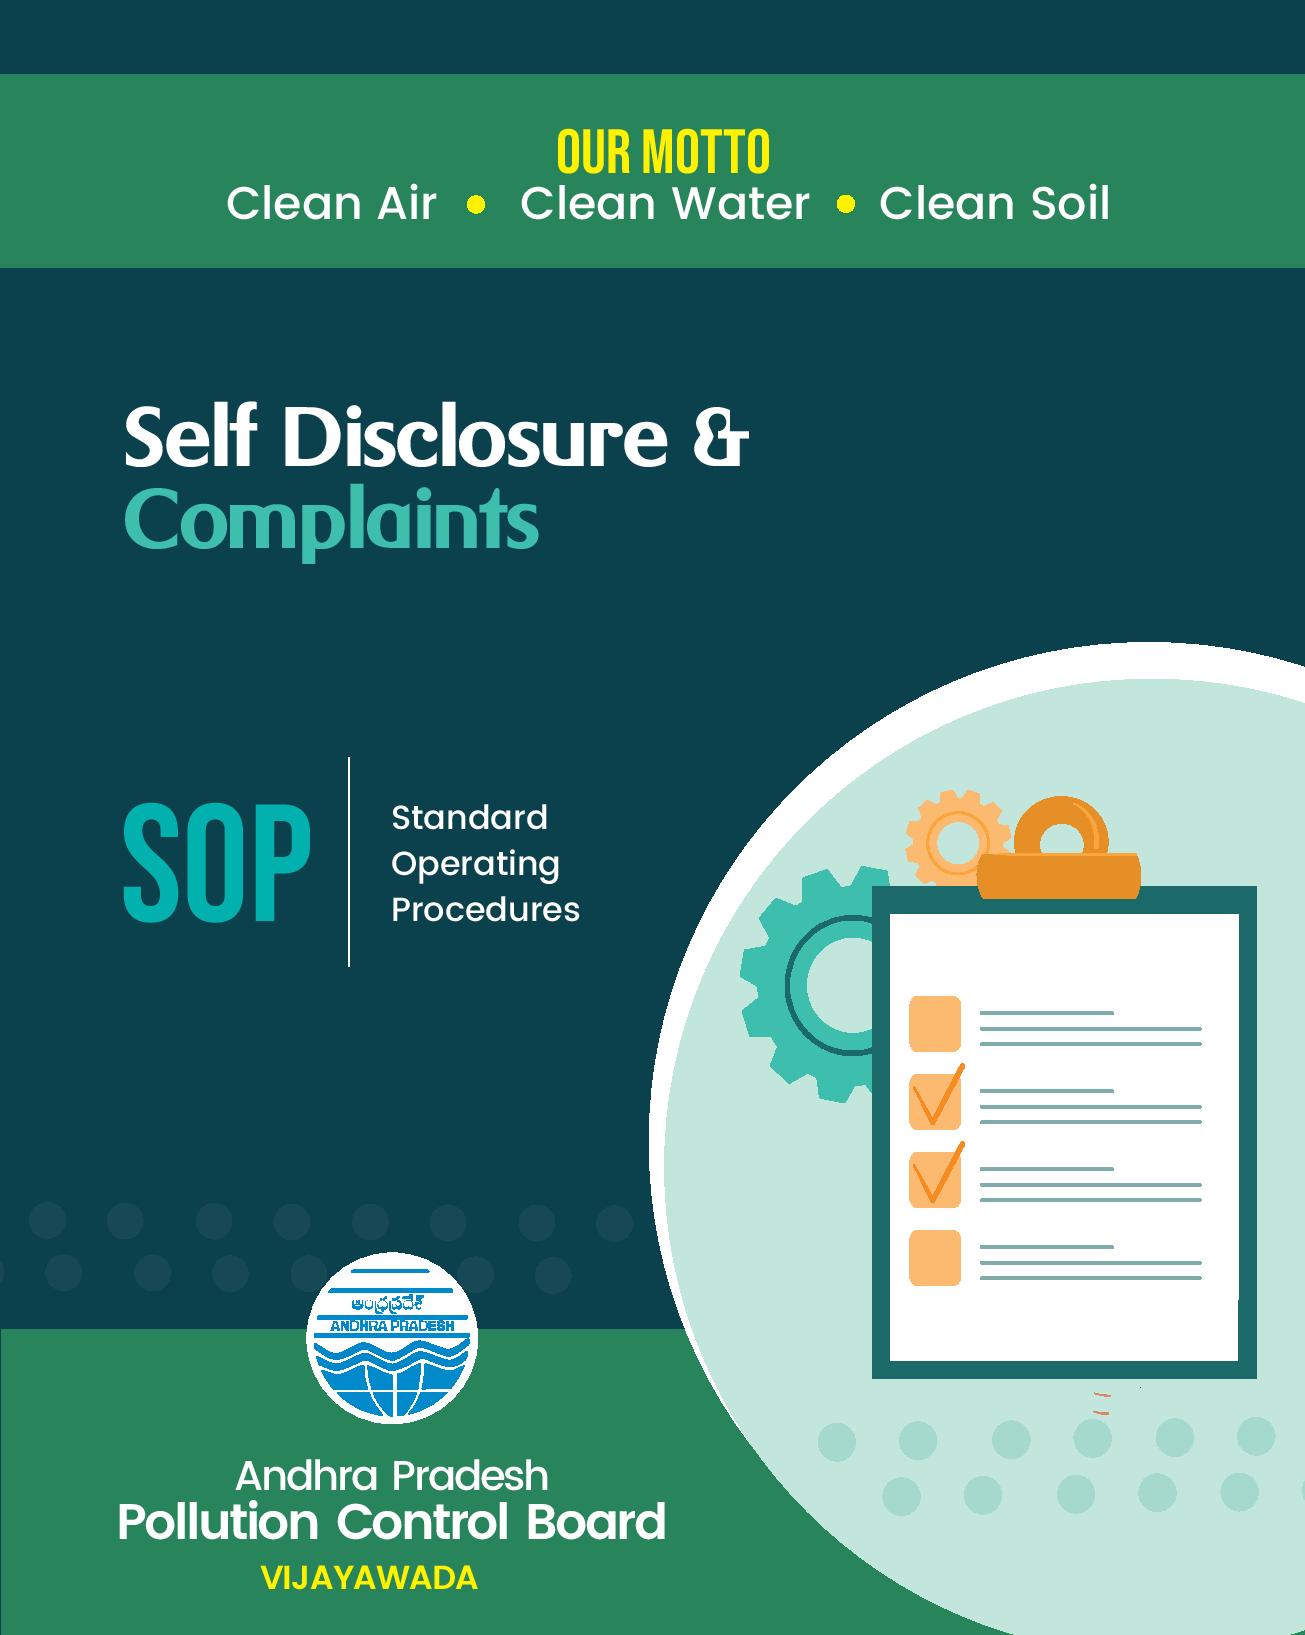 OUR MOTTO
Clean Air • Clean Water • Clean Soil
Self Disclosure &
Complaints
SOP
Standard
Operating
Procedures
ఆంధ్రప్రదేశ్
ANDHRA PRADESH
Andhra Pradesh
Pollution Control Board
VIJAYAWADA